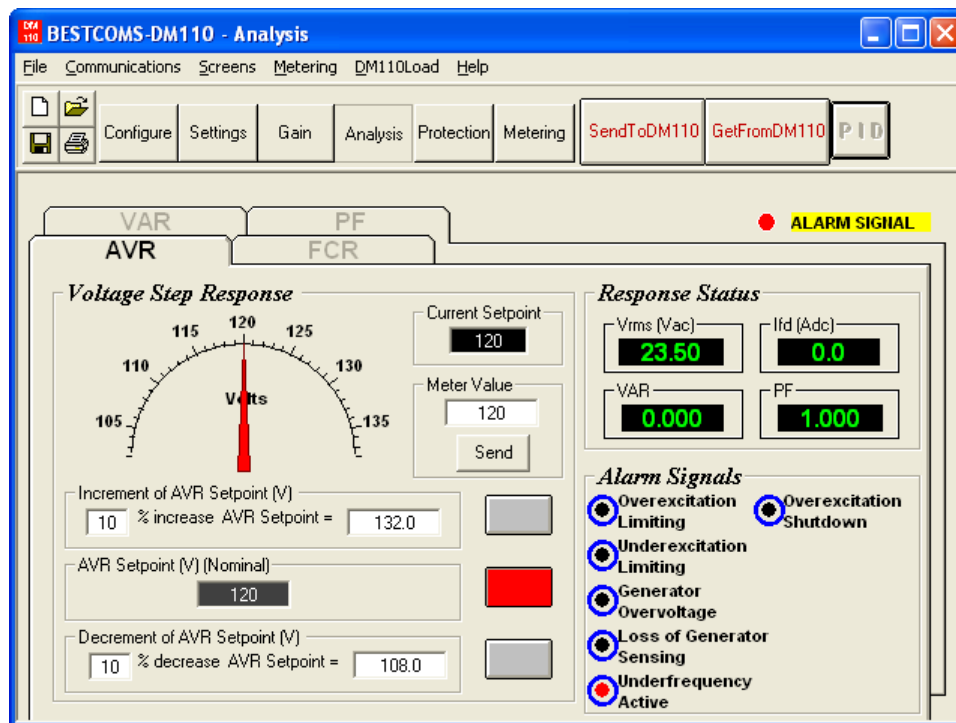 DM 110 BESTCOMS-DM110 - Analysis
File Communications Screens Metering DM110Load Help
Configure Settings Gain Analysis Protection Metering SendToDM110 GetFromDM110 PID
VAR PF
ALARM SIGNAL
AVR FCR
Voltage Step Response
105 110 115 120 125 130 135
Volts
Current Setpoint
120
Meter Value
120
Send
Increment of AVR Setpoint (V)
10 % increase AVR Setpoint = 132.0
AVR Setpoint (V) (Nominal)
120
Decrement of AVR Setpoint (V)
10 % decrease AVR Setpoint = 108.0
Response Status
Vrms (Vac) Ifd (Adc)
23.50 0.0
VAR PF
0.000 1.000
Alarm Signals
Overexcitation
Limiting
Overexcitation
Shutdown
Underexcitation
Limiting
Generator
Overvoltage
Loss of Generator
Sensing
Underfrequency
Active